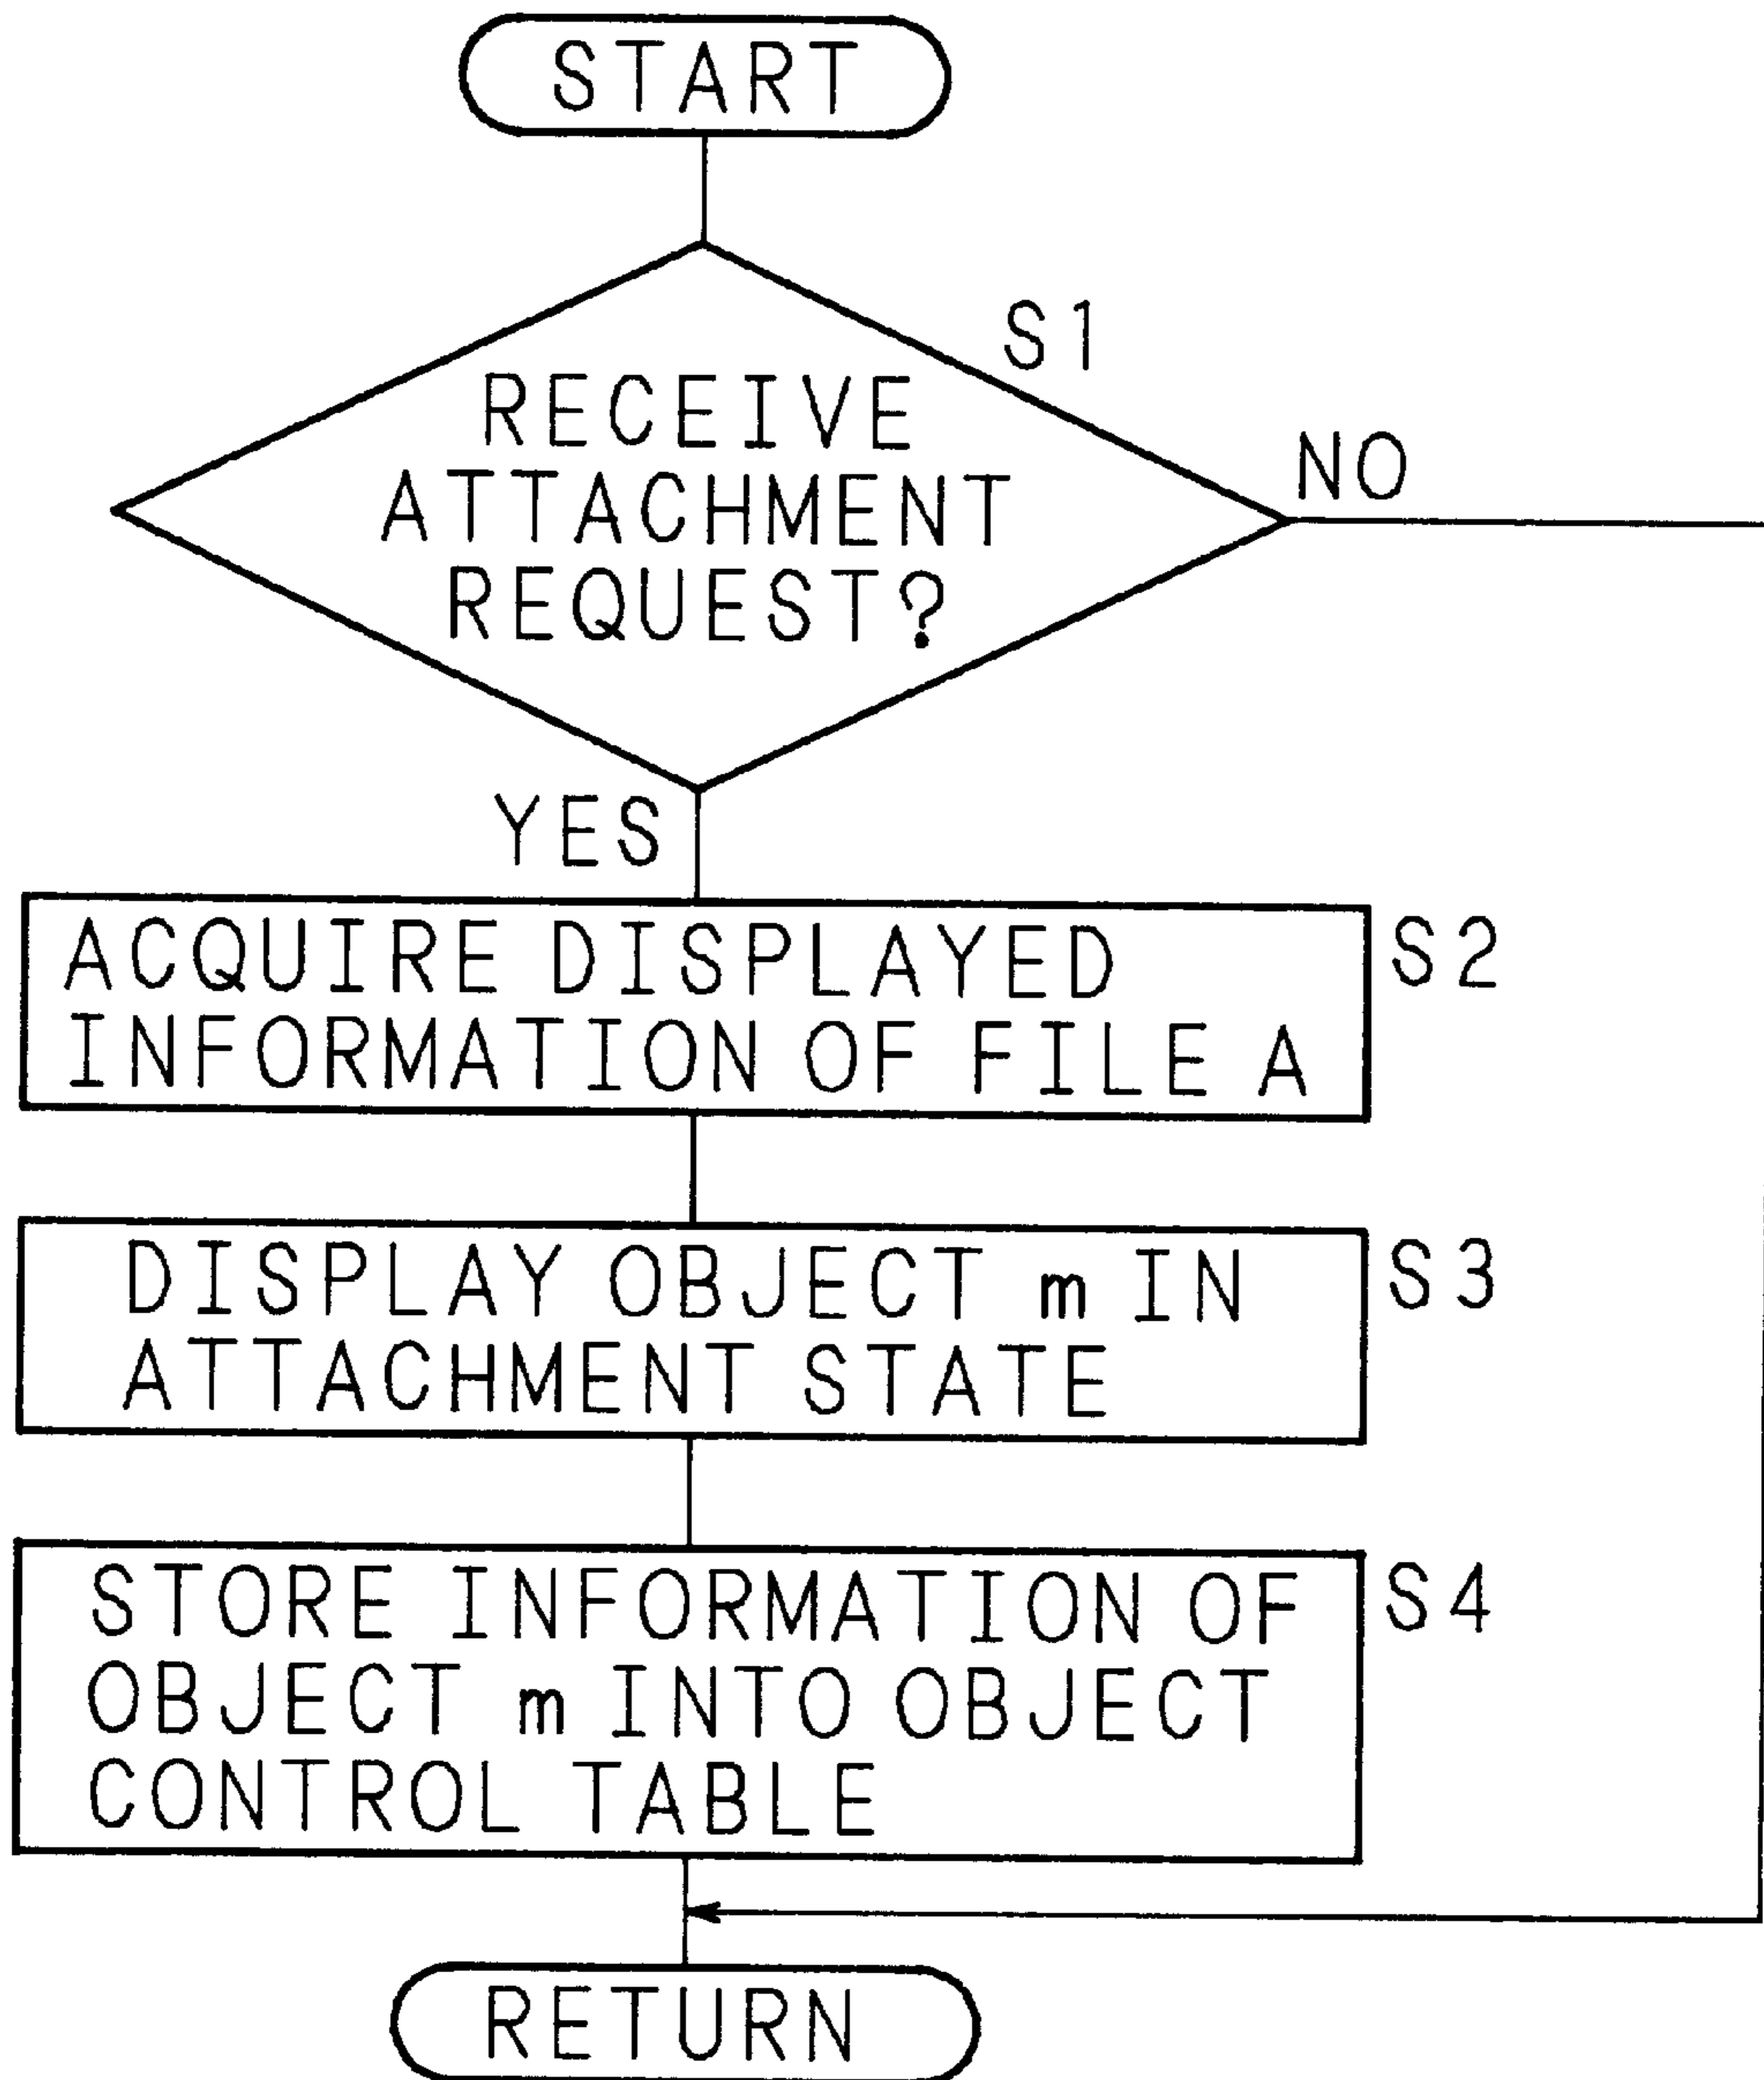 START
S1
RECEIVE
ATTACHMENT
REQUEST?
NO
YES
ACQUIRE DISPLAYED
INFORMATION OF FILE A
S2
DISPLAY OBJECT m IN
ATTACHMENT STATE
S3
STORE INFORMATION OF
OBJECT m INTO OBJECT
CONTROL TABLE
S4
RETURN